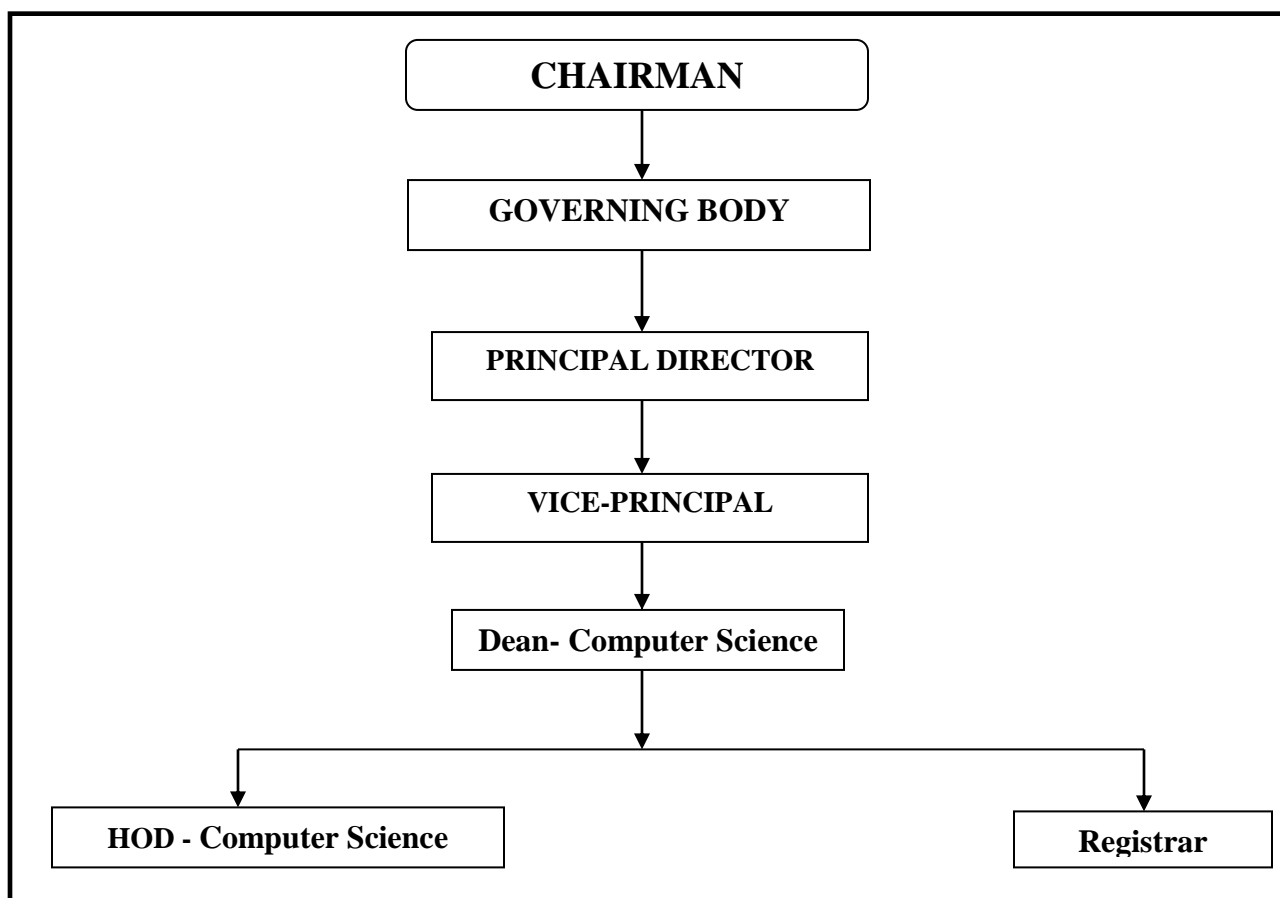 CHAIRMAN
GOVERNING BODY
PRINCIPAL DIRECTOR
VICE-PRINCIPAL
Dean- Computer Science
HOD - Computer Science
Registrar